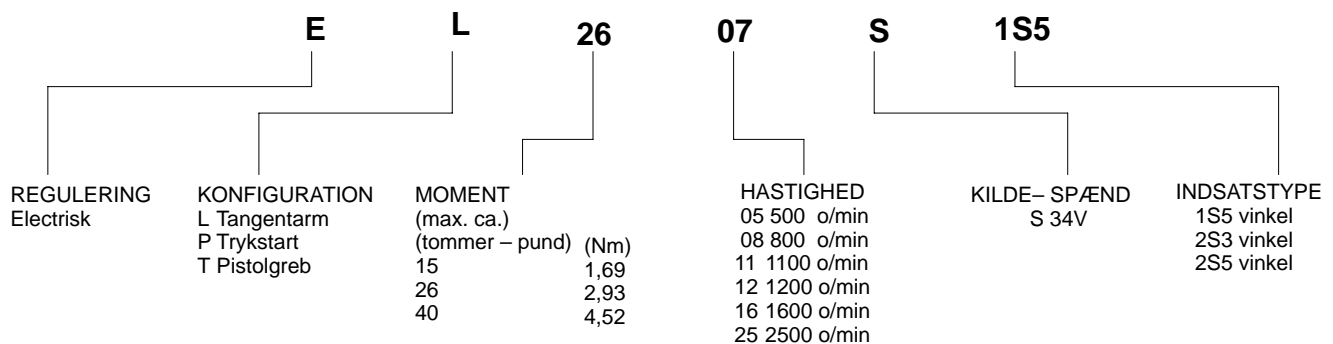 E L 26 07 S 1S5
REGULERING
Electrisk
KONFIGURATION
L Tangentarm
P Trykstart
T Pistolgreb
MOMENT
(max. ca.)
(tommer – pund) (Nm)
15 1,69
26 2,93
40 4,52
HASTIGHED
05 500 o/min
08 800 o/min
11 1100 o/min
12 1200 o/min
16 1600 o/min
25 2500 o/min
KILDE– SPÆND
S 34V
INDSATSTYPE
1S5 vinkel
2S3 vinkel
2S5 vinkel